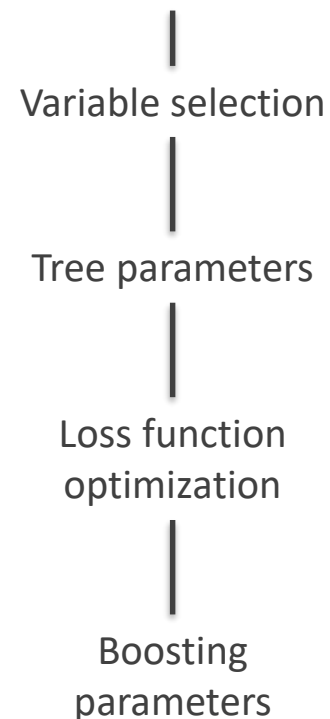 Variable selection
Tree parameters
Loss function
optimization
Boosting
parameters